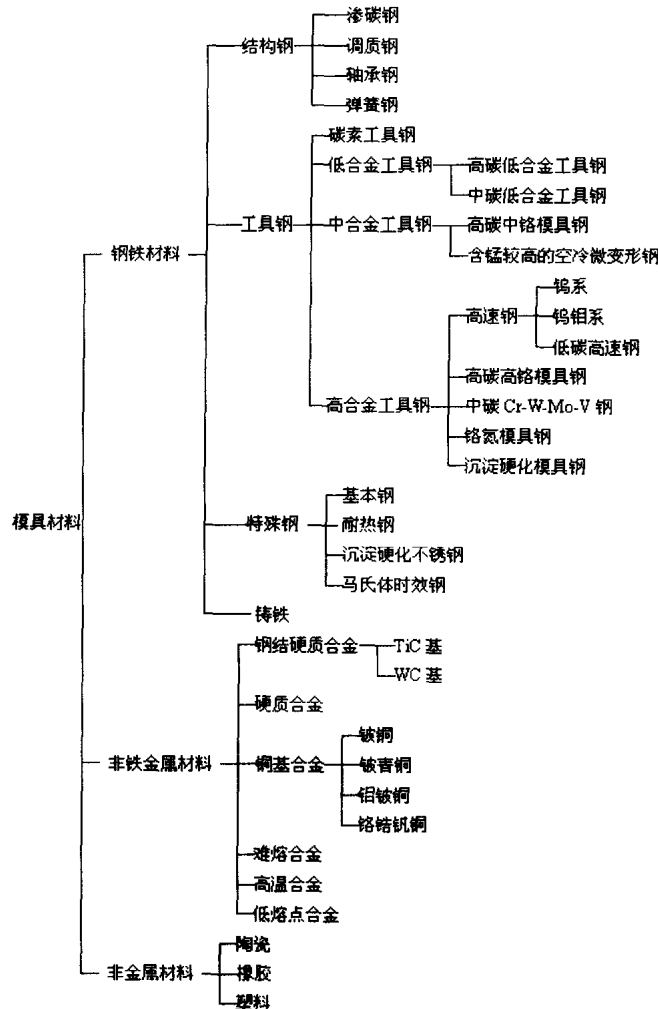 渗碳钢
结构钢
调质钢
轴承钢
弹簧钢
碳素工具钢
低合金工具钢
高碳低合金工具钢
中碳低合金工具钢
工具钢
中合金工具钢
高碳中铬模具钢
钢铁材料
含锰较高的空冷微变形钢
钨系
高速钢
钨钼系
低碳高速钢
高碳高铬模具钢
高合金工具钢
中碳 Cr-W-Mo-V 钢
铬氮模具钢
沉淀硬化模具钢
基本钢
模具材料
特殊钢
耐热钢
沉淀硬化不锈钢
马氏体时效钢
铸铁
钢结硬质合金
TiC 基
WC 基
硬质合金
铍铜
非铁金属材料
铜基合金
铍青铜
钼铍铜
铬锆钒铜
难熔合金
高温合金
低熔点合金
陶瓷
非金属材料
橡胶
塑料